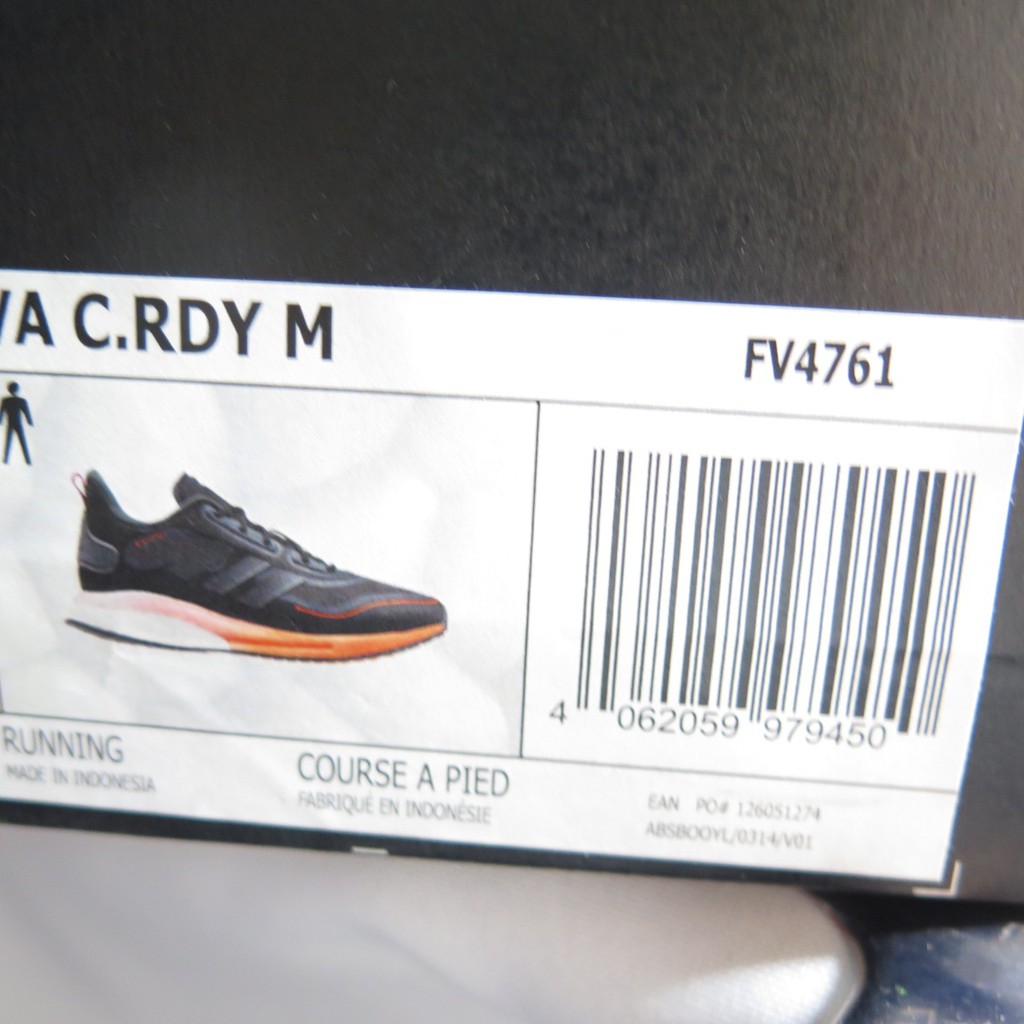 VA C.RDY M
FV4761
4 062059 979450
RUNNING
MADE IN INDONESIA
COURSE A PIED
FABRIQUÉ EN INDONÉSIE
EAN PO# 126051274
ABSBOOYL/0314/V01